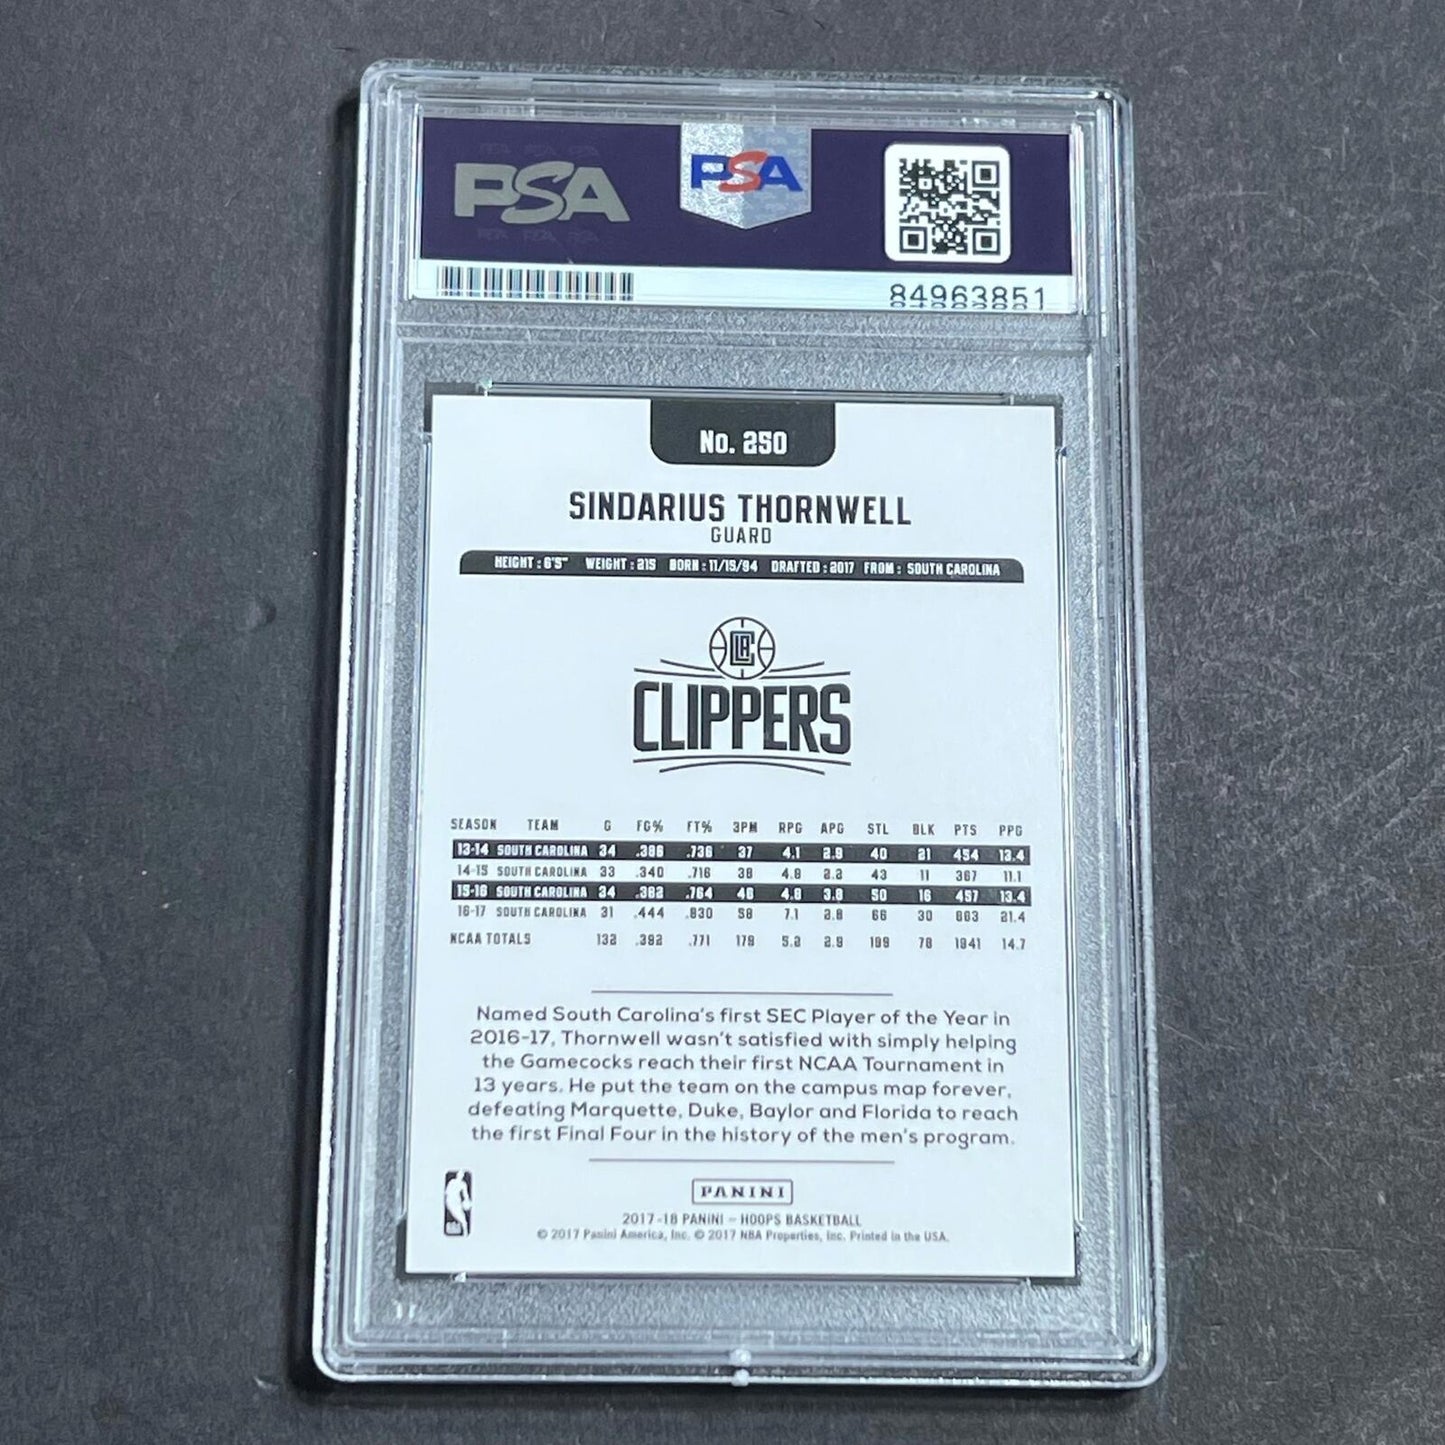 PSA
PSA
84963851
No. 250
SINDARIUS THORNWELL
GUARD
HEIGHT : 6'5" WEIGHT : 215 BORN : 11/15/94 DRAFTED : 2017 FROM : SOUTH CAROLINA
LAC
CLIPPERS
SEASON TEAM G FG% FT% 3PM RPG APG STL BLK PTS PPG
13-14 SOUTH CAROLINA 34 .386 .736 37 4.1 2.9 40 21 454 13.4
14-15 SOUTH CAROLINA 33 .340 .716 38 4.8 2.2 43 11 367 11.1
15-16 SOUTH CAROLINA 34 .382 .764 46 4.8 3.8 50 16 457 13.4
16-17 SOUTH CAROLINA 31 .444 .830 58 7.1 2.8 66 30 663 21.4
NCAA TOTALS 132 .392 .771 179 5.2 2.9 199 78 1941 14.7
Named South Carolina's first SEC Player of the Year in
2016-17, Thornwell wasn't satisfied with simply helping
the Gamecocks reach their first NCAA Tournament in
13 years. He put the team on the campus map forever,
defeating Marquette, Duke, Baylor and Florida to reach
the first Final Four in the history of the men's program.
PANINI
2017-18 PANINI – HOOPS BASKETBALL
© 2017 Panini America, Inc. © 2017 NBA Properties, Inc. Printed in the USA.
NBA